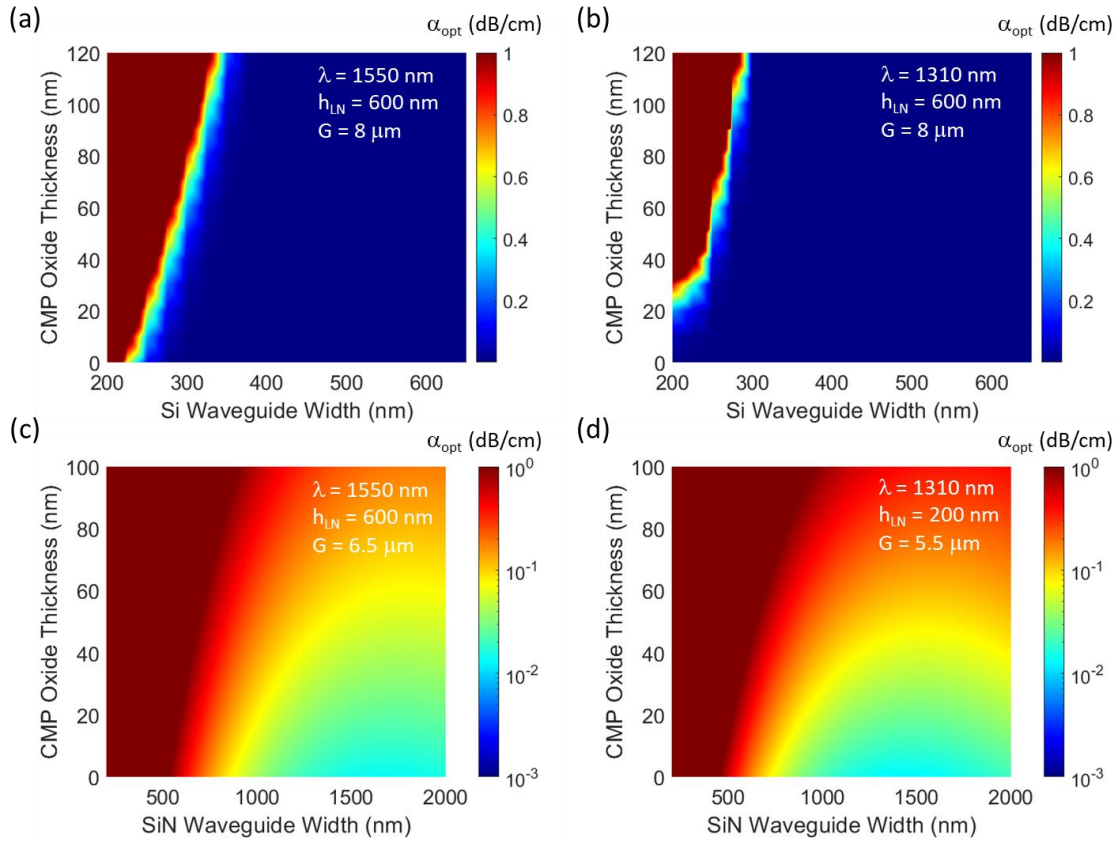 (a)
α_opt (dB/cm)
CMP Oxide Thickness (nm)
120
100
80
60
40
20
0
λ = 1550 nm
h_LN = 600 nm
G = 8 μm
200 300 400 500 600
Si Waveguide Width (nm)
1
0.8
0.6
0.4
0.2
(b)
α_opt (dB/cm)
CMP Oxide Thickness (nm)
120
100
80
60
40
20
0
λ = 1310 nm
h_LN = 600 nm
G = 8 μm
200 300 400 500 600
Si Waveguide Width (nm)
1
0.8
0.6
0.4
0.2
(c)
α_opt (dB/cm)
CMP Oxide Thickness (nm)
100
80
60
40
20
0
λ = 1550 nm
h_LN = 600 nm
G = 6.5 μm
500 1000 1500 2000
SiN Waveguide Width (nm)
10^0
10^-1
10^-2
10^-3
(d)
α_opt (dB/cm)
CMP Oxide Thickness (nm)
100
80
60
40
20
0
λ = 1310 nm
h_LN = 200 nm
G = 5.5 μm
500 1000 1500 2000
SiN Waveguide Width (nm)
10^0
10^-1
10^-2
10^-3